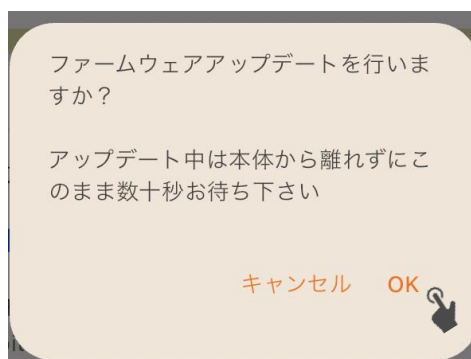 ファームウェアアップデートを行いま
すか？
アップデート中は本体から離れずにこ
のまま数十秒お待ち下さい
キャンセル OK